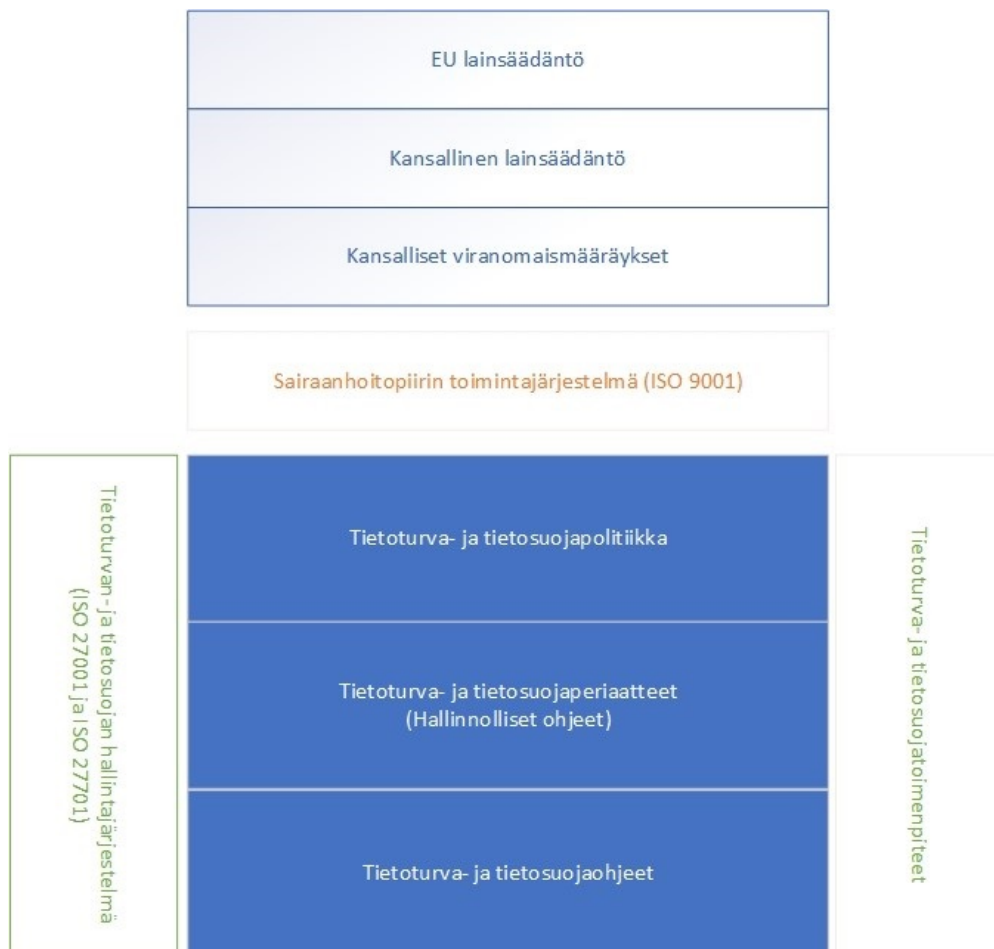 EU lainsäädäntö
Kansallinen lainsäädäntö
Kansalliset viranomaismääräykset
Sairaanhoitopiirin toimintajärjestelmä (ISO 9001)
Tietoturvan- ja tietosuojan hallintajärjestelmä
(ISO 27001 ja ISO 27701)
Tietoturva- ja tietosuojapolitiikka
Tietoturva- ja tietosuojaperiaatteet
(Hallinnolliset ohjeet)
Tietoturva- ja tietosuojaohjeet
Tietoturva- ja tietosuojatoimenpiteet